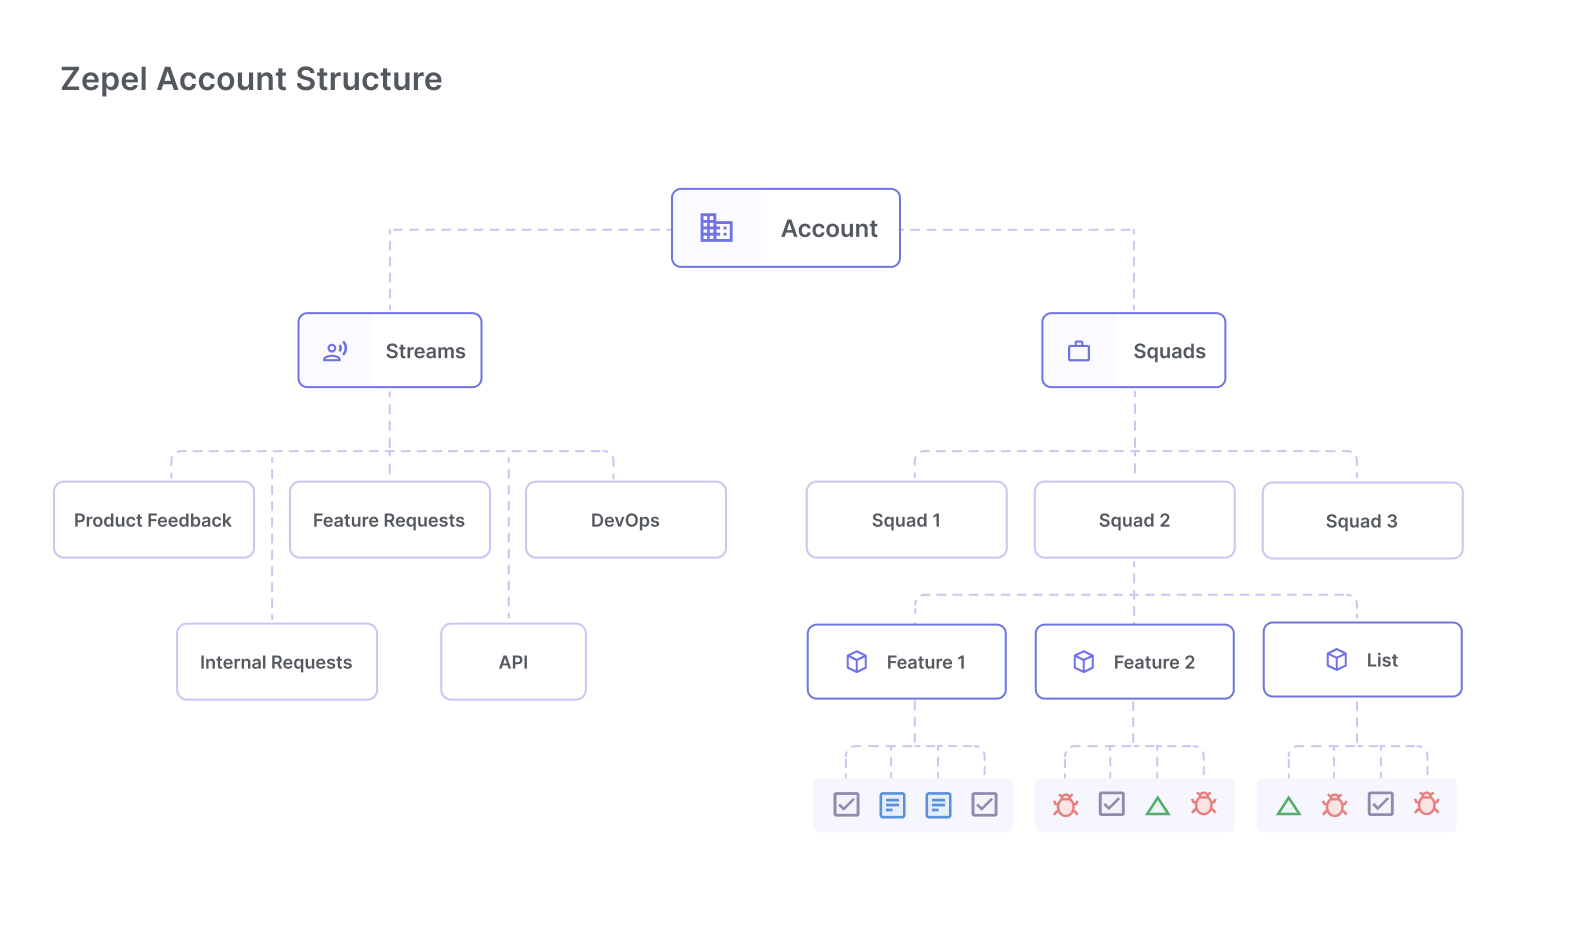 Zepel Account Structure
Account
Streams
Squads
Product Feedback
Feature Requests
DevOps
Squad 1
Squad 2
Squad 3
Internal Requests
API
Feature 1
Feature 2
List